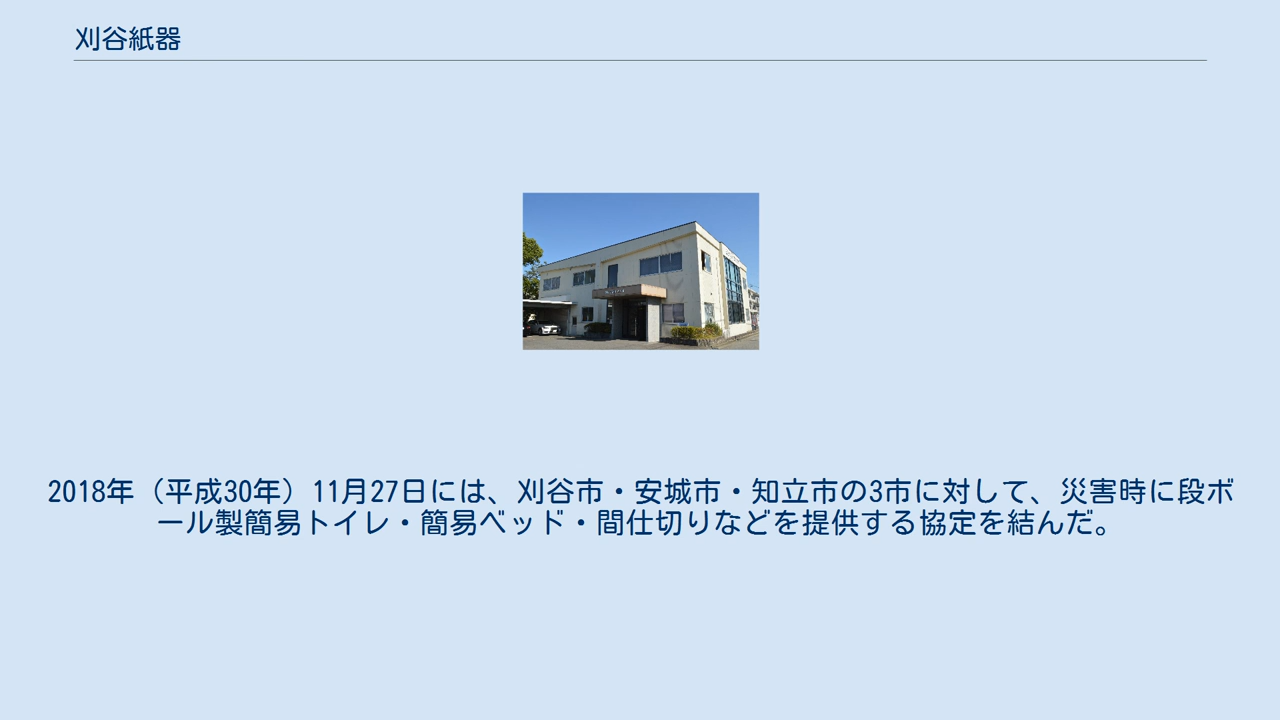 刈谷紙器
2018年（平成30年）11月27日には、刈谷市・安城市・知立市の3市に対して、災害時に段ボ
ール製簡易トイレ・簡易ベッド・間仕切りなどを提供する協定を結んだ。